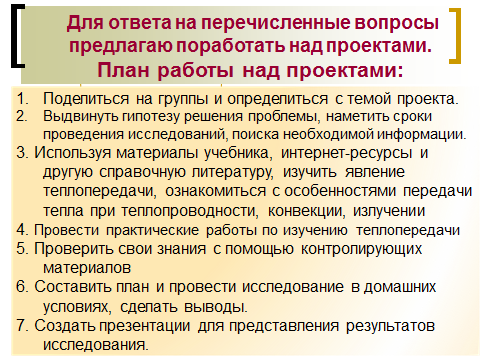 Для ответа на перечисленные вопросы
предлагаю поработать над проектами.
План работы над проектами:
1. Поделиться на группы и определиться с темой проекта.
2. Выдвинуть гипотезу решения проблемы, наметить сроки
проведения исследований, поиска необходимой информации.
3. Используя материалы учебника, интернет-ресурсы и
другую справочную литературу, изучить явление
теплопередачи, ознакомиться с особенностями передачи
тепла при теплопроводности, конвекции, излучении
4. Провести практические работы по изучению теплопередачи
5. Проверить свои знания с помощью контролирующих
материалов
6. Составить план и провести исследование в домашних
условиях, сделать выводы.
7. Создать презентации для представления результатов
исследования.